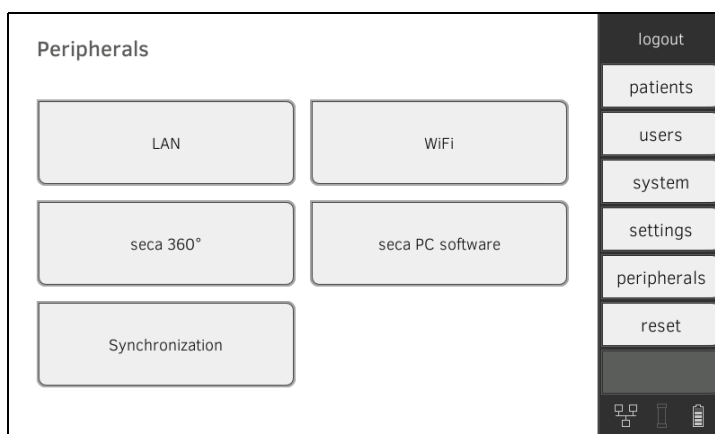 Peripherals
LAN
WiFi
seca 360°
seca PC software
Synchronization
logout
patients
users
system
settings
peripherals
reset